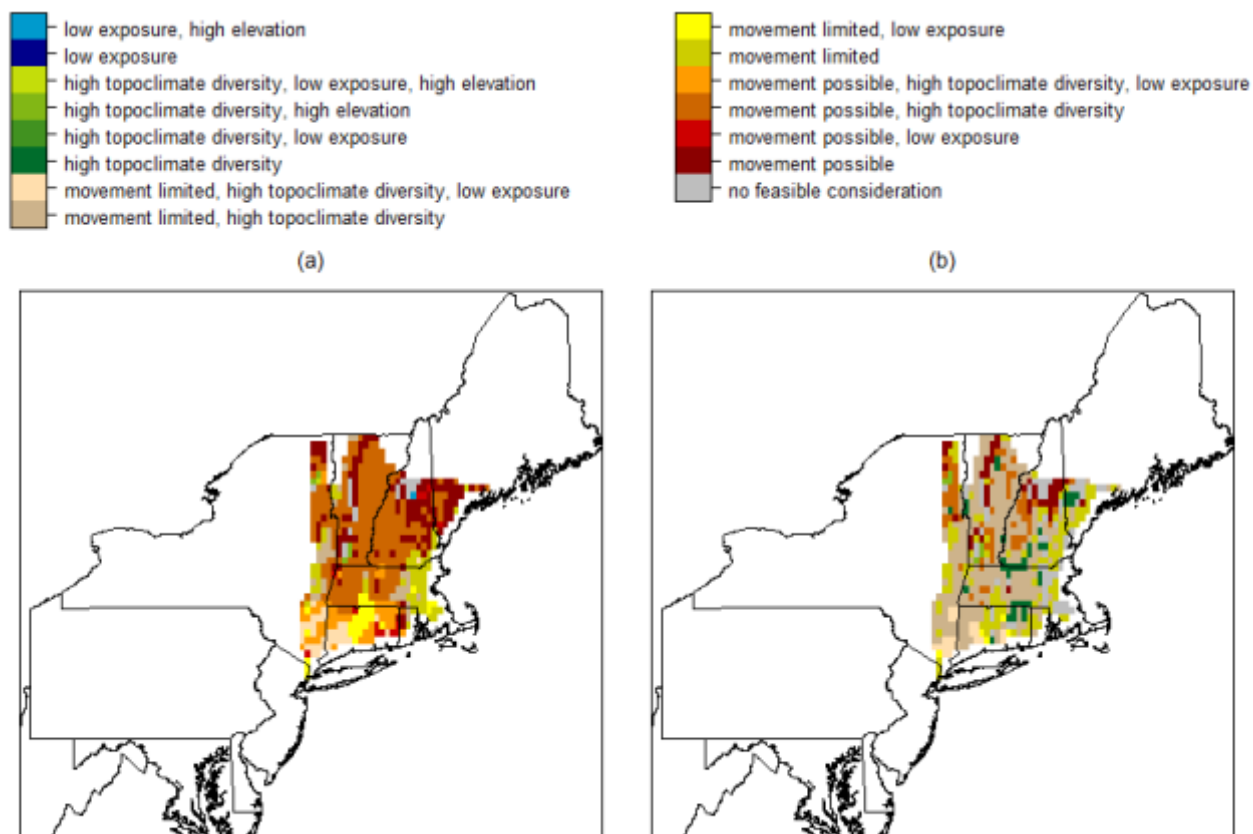 low exposure, high elevation
low exposure
high topoclimate diversity, low exposure, high elevation
high topoclimate diversity, high elevation
high topoclimate diversity, low exposure
high topoclimate diversity
movement limited, high topoclimate diversity, low exposure
movement limited, high topoclimate diversity
movement limited, low exposure
movement limited
movement possible, high topoclimate diversity, low exposure
movement possible, high topoclimate diversity
movement possible, low exposure
movement possible
no feasible consideration
(a)
(b)